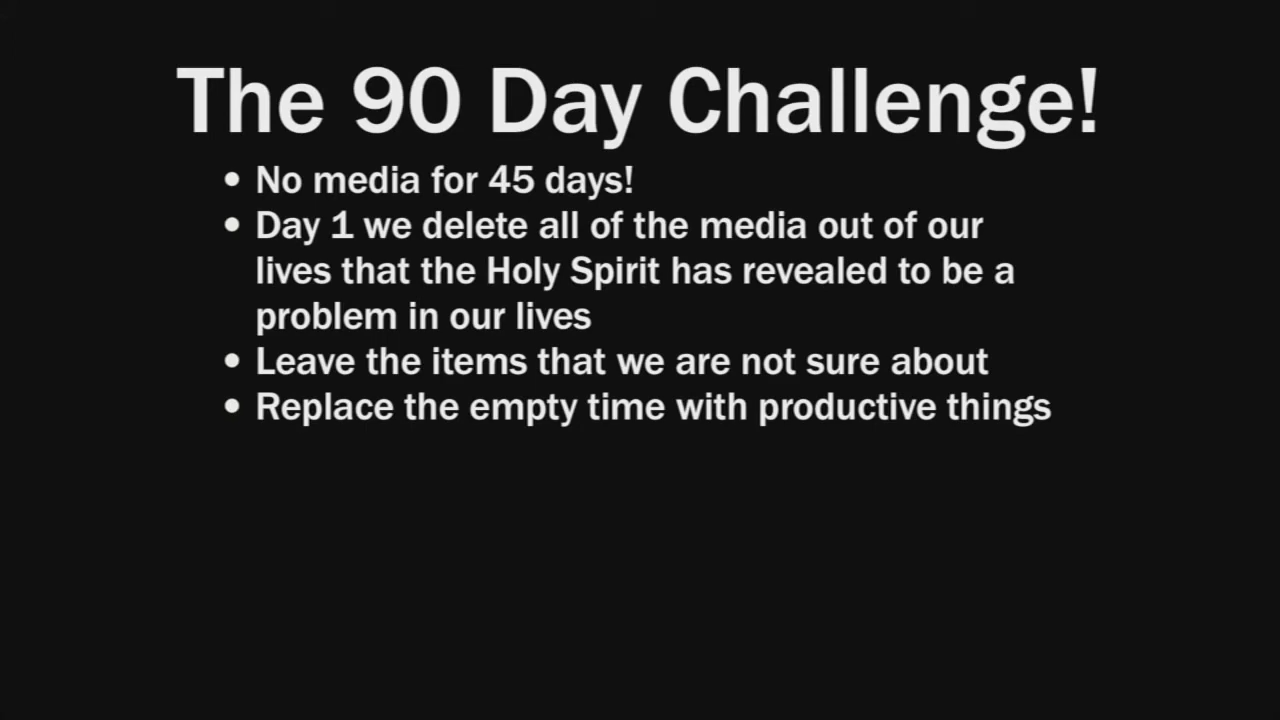 The 90 Day Challenge!
• No media for 45 days!
• Day 1 we delete all of the media out of our
lives that the Holy Spirit has revealed to be a
problem in our lives
• Leave the items that we are not sure about
• Replace the empty time with productive things